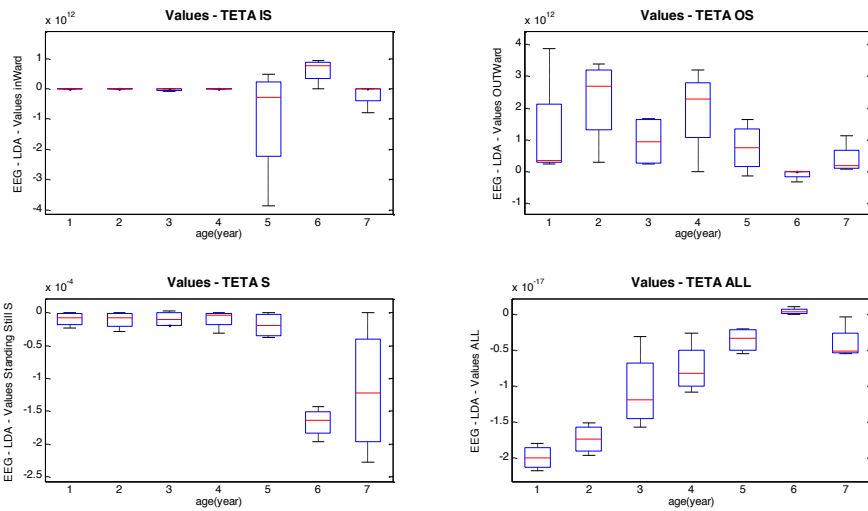 Values - TETA IS
x 10^12
EEG - LDA - Values inWard
1
0
-1
-2
-3
-4
1 2 3 4 5 6 7
age(year)
Values - TETA OS
x 10^12
EEG - LDA - Values OUTWard
4
3
2
1
0
-1
1 2 3 4 5 6 7
age(year)
Values - TETA S
x 10^-4
EEG - LDA - Values Standing Still S
0
-0.5
-1
-1.5
-2
-2.5
1 2 3 4 5 6 7
age(year)
Values - TETA ALL
x 10^-17
EEG - LDA - Values ALL
0
-0.5
-1
-1.5
-2
1 2 3 4 5 6 7
age(year)